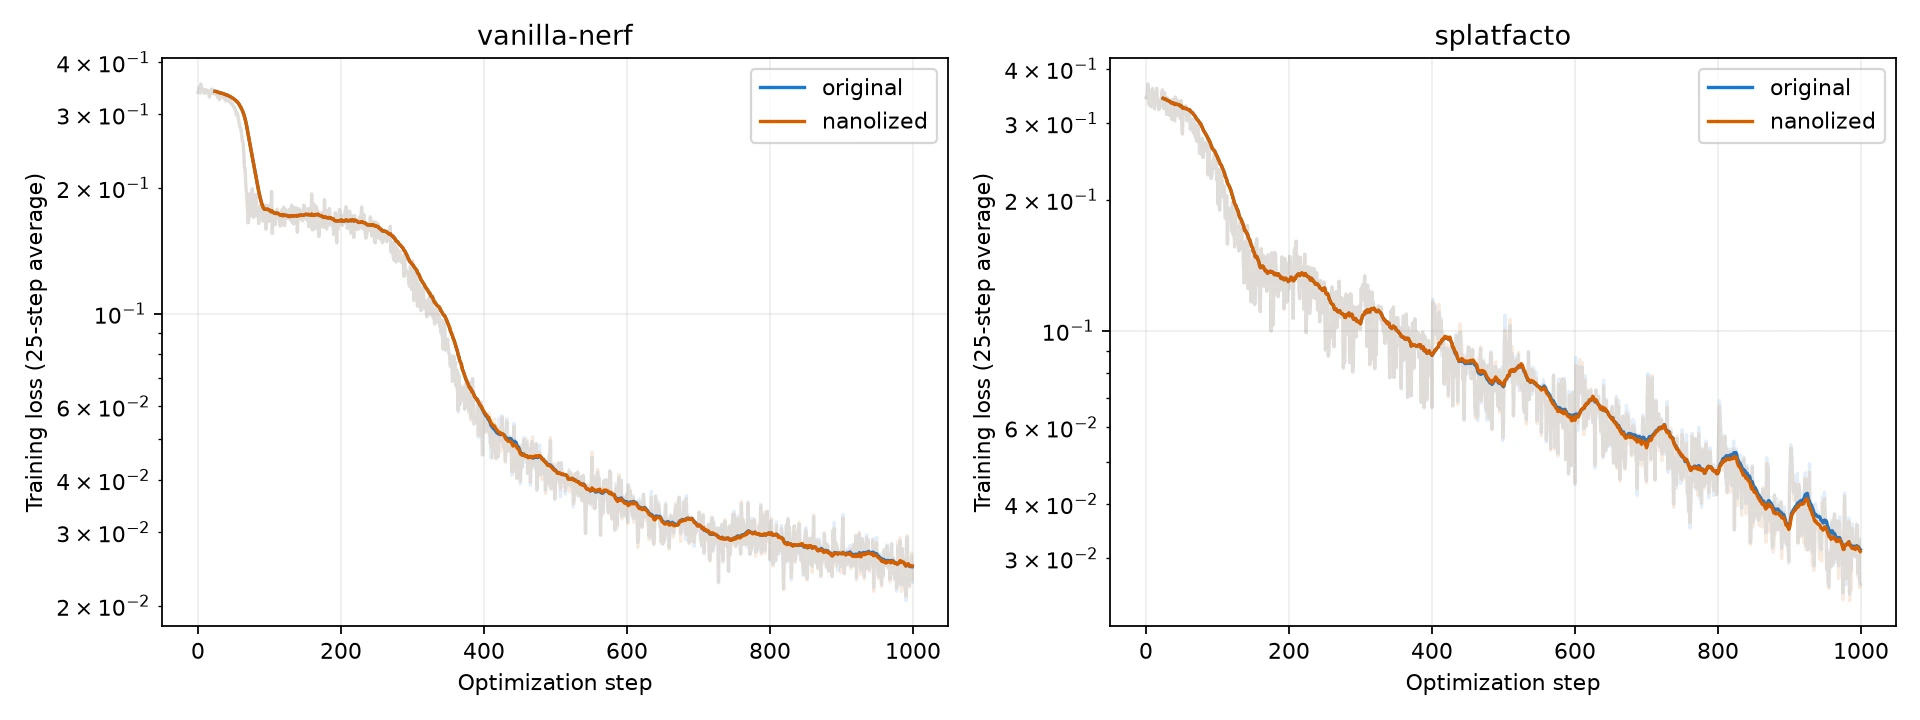 vanilla-nerf
4 × 10⁻¹
3 × 10⁻¹
2 × 10⁻¹
10⁻¹
6 × 10⁻²
4 × 10⁻²
3 × 10⁻²
2 × 10⁻²
Training loss (25-step average)
original
nanolized
0 200 400 600 800 1000
Optimization step
splatfacto
4 × 10⁻¹
3 × 10⁻¹
2 × 10⁻¹
10⁻¹
6 × 10⁻²
4 × 10⁻²
3 × 10⁻²
Training loss (25-step average)
original
nanolized
0 200 400 600 800 1000
Optimization step